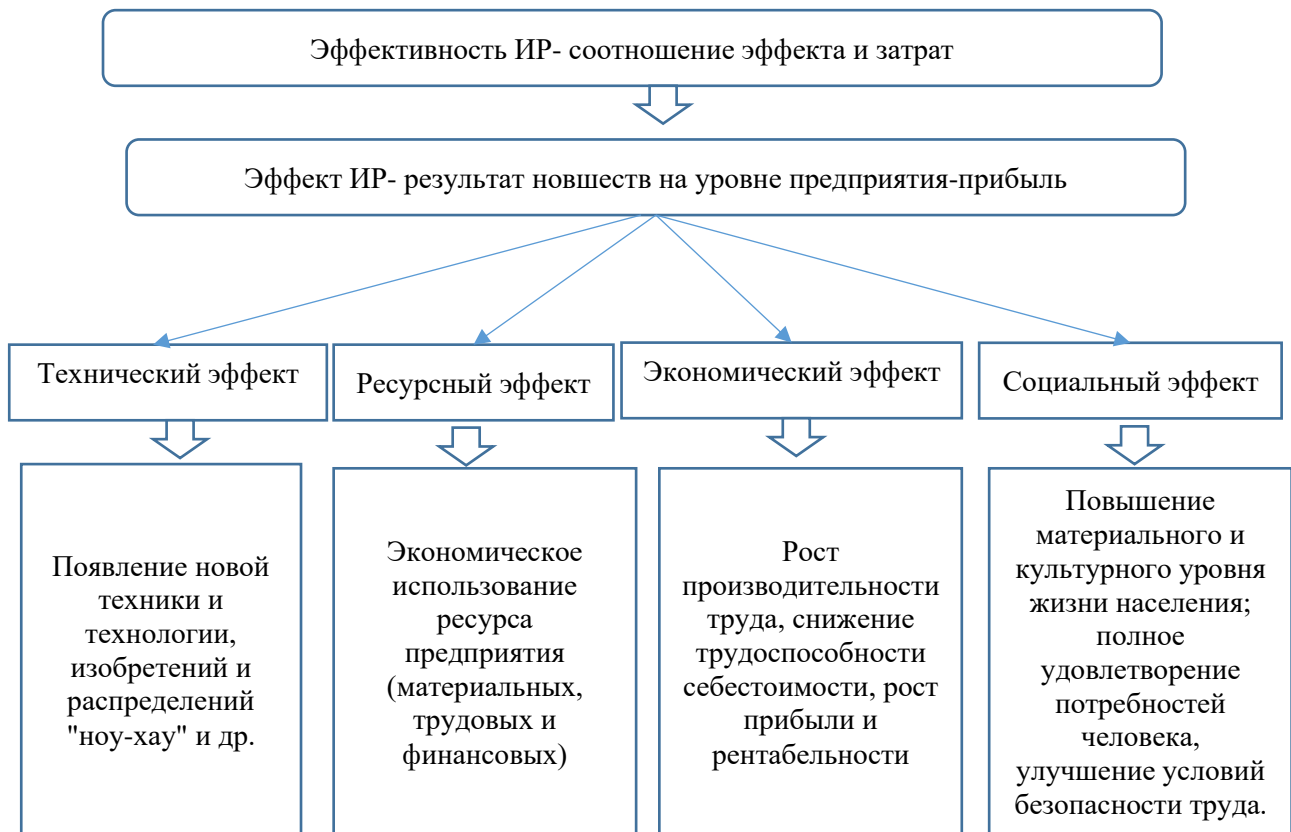 Эффективность ИР- соотношение эффекта и затрат
Эффект ИР- результат новшеств на уровне предприятия-прибыль
Технический эффект
Ресурсный эффект
Экономический эффект
Социальный эффект
Появление новой
техники и
технологии,
изобретений и
распределений
"ноу-хау" и др.
Экономическое
использование
ресурса
предприятия
(материальных,
трудовых и
финансовых)
Рост
производительности
труда, снижение
трудоспособности
себестоимости, рост
прибыли и
рентабельности
Повышение
материального и
культурного уровня
жизни населения;
полное
удовлетворение
потребностей
человека,
улучшение условий
безопасности труда.